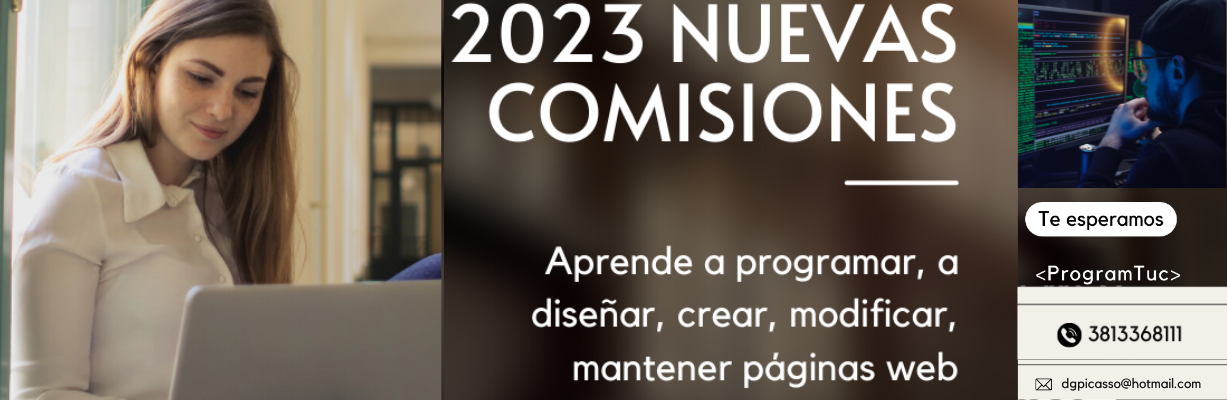 2023 NUEVAS
COMISIONES
Aprende a programar, a
diseñar, crear, modificar,
mantener páginas web
Te esperamos
<ProgramTuc>
3813368111
dgpicasso@hotmail.com